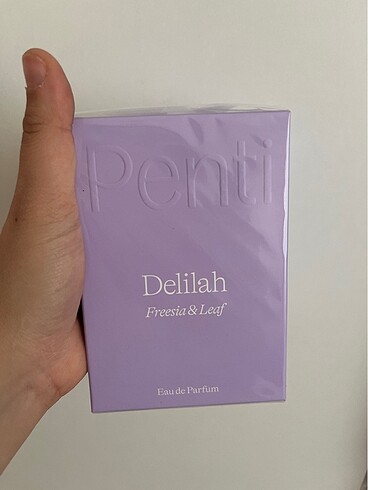 Penti
Delilah
Freesia & Leaf
Eau de Parfum